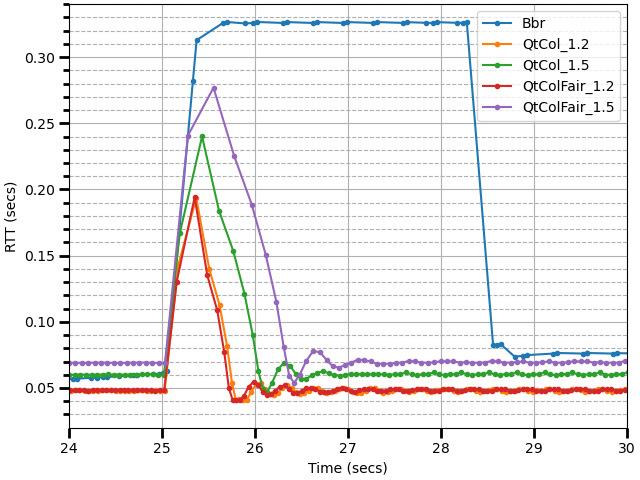 Bbr
QtCol_1.2
QtCol_1.5
QtColFair_1.2
QtColFair_1.5
0.30
0.25
0.20
0.15
0.10
0.05
RTT (secs)
24 25 26 27 28 29 30
Time (secs)